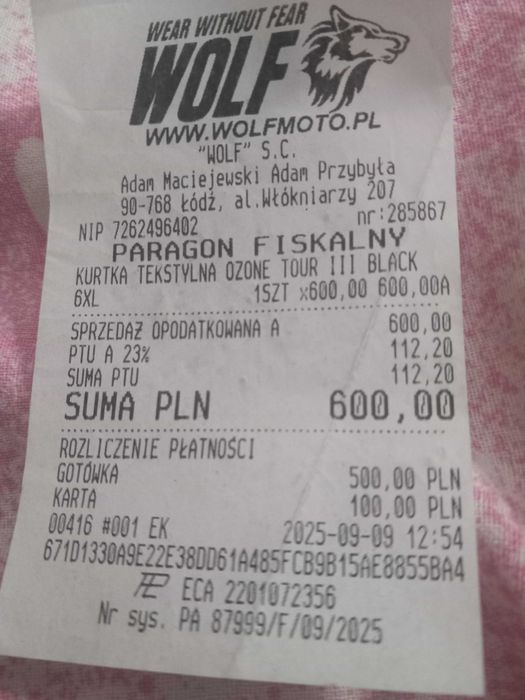 WEAR WITHOUT FEAR
WOLF
WWW.WOLFMOTO.PL
"WOLF" S.C.
Adam Maciejewski Adam Przybyła
90-768 Łódź, al.Włókniarzy 207
NIP 7262496402 nr:285867
PARAGON FISKALNY
KURTKA TEKSTYLNA OZONE TOUR III BLACK
6XL 1SZT x600,00 600,00A
SPRZEDAŻ OPODATKOWANA A 600,00
PTU A 23% 112,20
SUMA PTU 112,20
SUMA PLN 600,00
ROZLICZENIE PŁATNOŚCI
GOTÓWKA 500,00 PLN
KARTA 100,00 PLN
00416 #001 EK 2025-09-09 12:54
671D1330A9E22E38DD61A485FCB9B15AE8855BA4
PL ECA 2201072356
Nr sys. PA 87999/F/09/2025